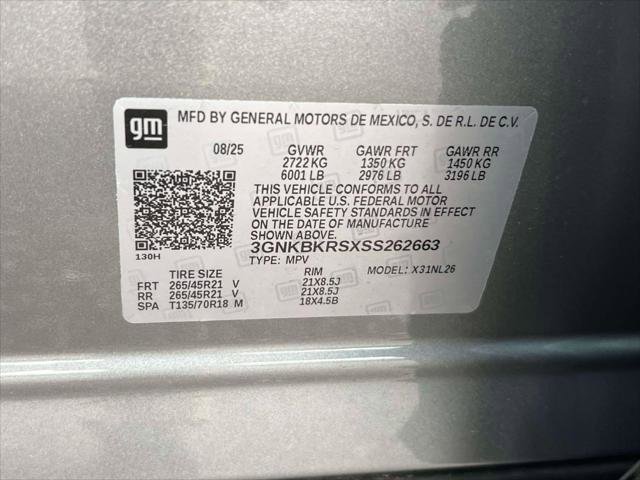 gm
MFD BY GENERAL MOTORS DE MEXICO, S. DE R.L. DE C.V.
08/25 GVWR GAWR FRT GAWR RR
2722 KG 1350 KG 1450 KG
6001 LB 2976 LB 3196 LB
THIS VEHICLE CONFORMS TO ALL
APPLICABLE U.S. FEDERAL MOTOR
VEHICLE SAFETY STANDARDS IN EFFECT
ON THE DATE OF MANUFACTURE
SHOWN ABOVE.
130H
3GNKBKRSXSS262663
TYPE: MPV MODEL: X31NL26
TIRE SIZE RIM
FRT 265/45R21 V 21X8.5J
RR 265/45R21 V 21X8.5J
SPA T135/70R18 M 18X4.5B